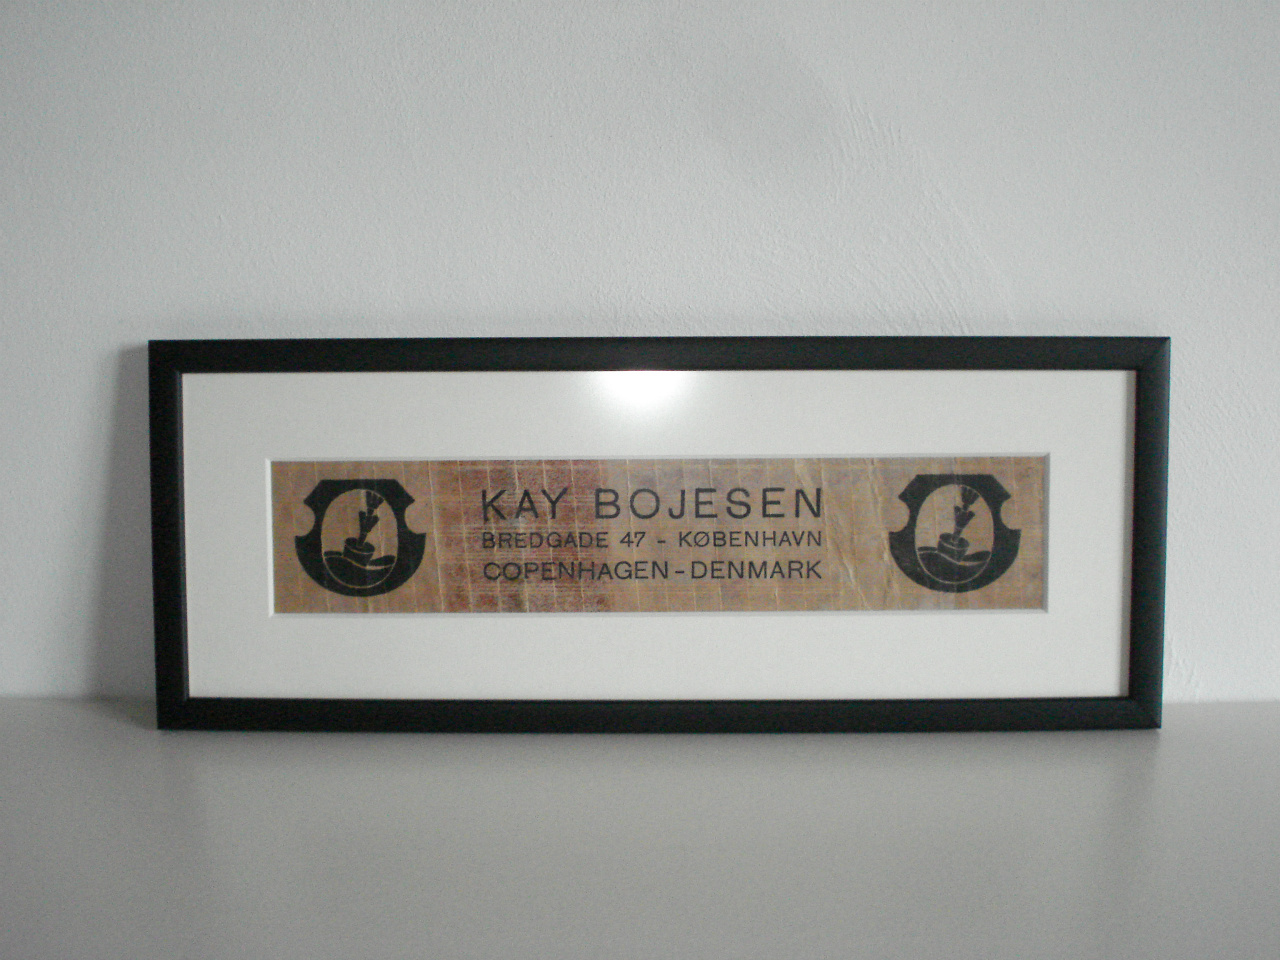 KAY BOJESEN
BREDGADE 47 - KØBENHAVN
COPENHAGEN-DENMARK